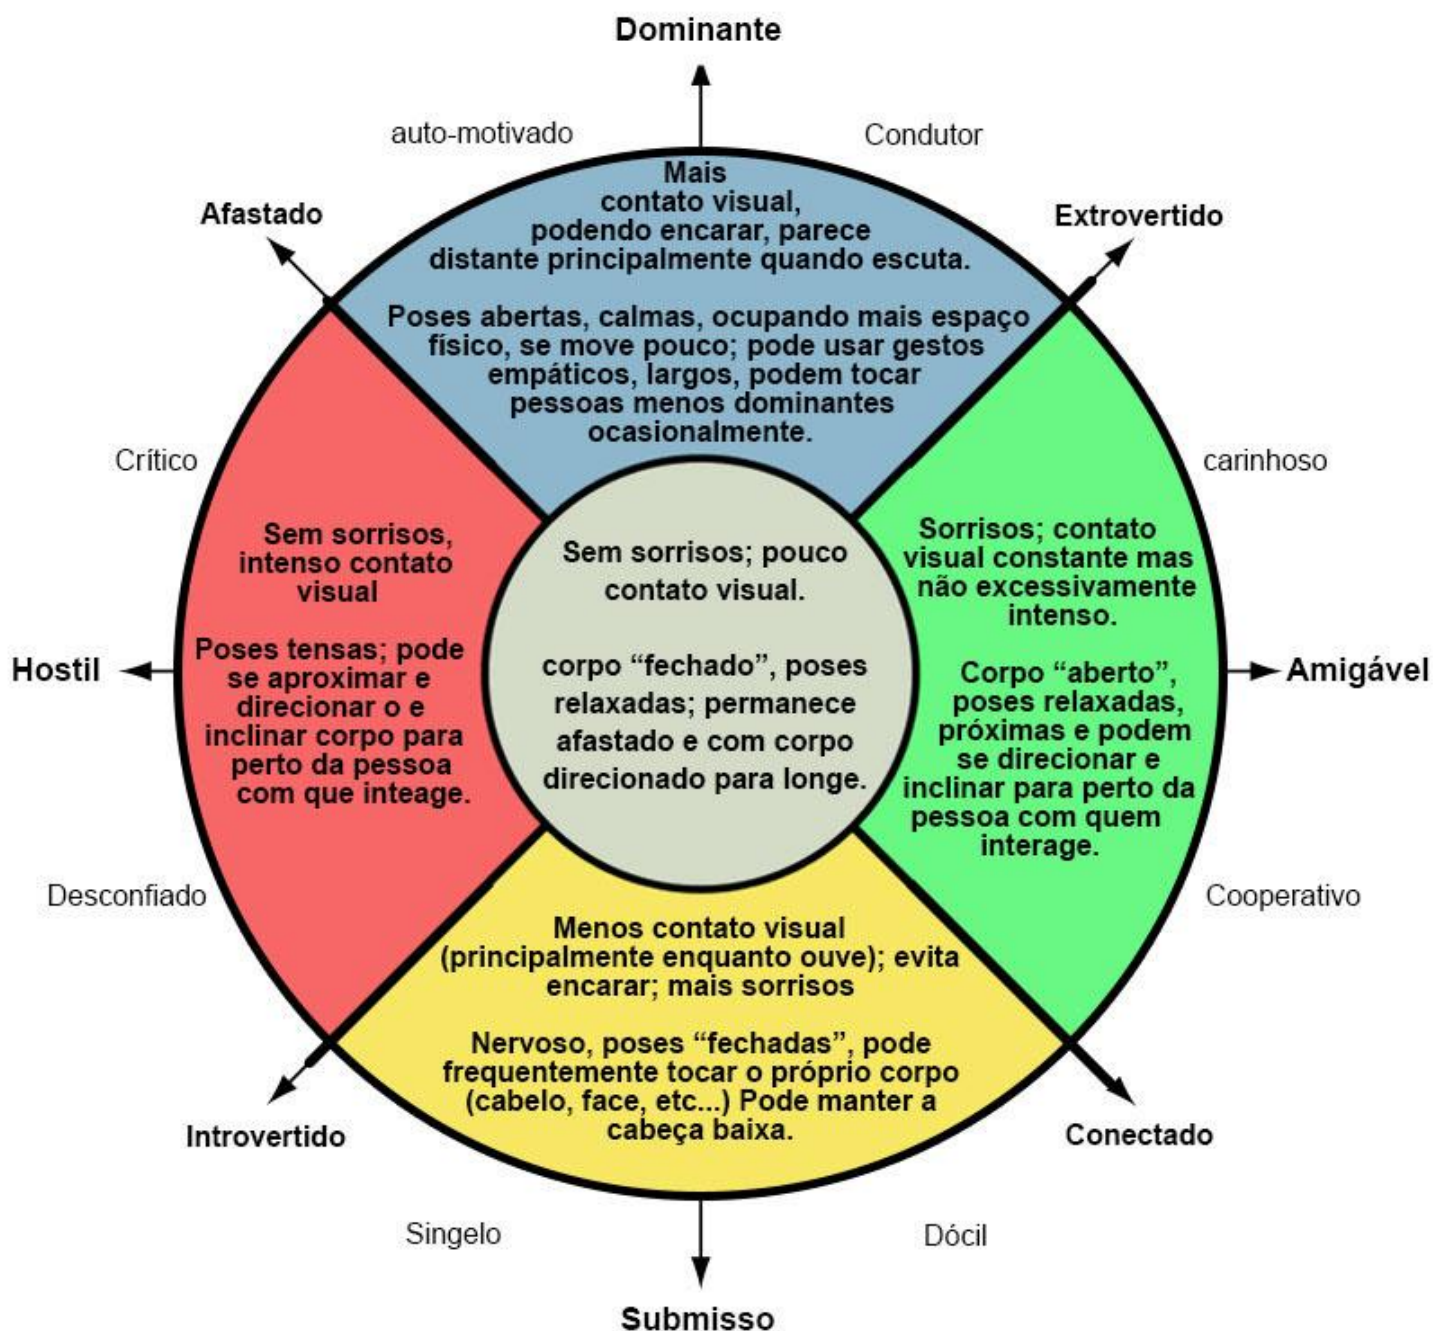 Dominante
auto-motivado
Condutor
Afastado
Extrovertido
Mais
contato visual,
podendo encarar, parece
distante principalmente quando escuta.
Poses abertas, calmas, ocupando mais espaço
físico, se move pouco; pode usar gestos
empáticos, largos, podem tocar
pessoas menos dominantes
ocasionalmente.
Crítico
carinhoso
Sem sorrisos,
intenso contato
visual
Poses tensas; pode
se aproximar e
direcionar o e
inclinar corpo para
perto da pessoa
com que inteage.
Sem sorrisos; pouco
contato visual.
corpo “fechado”, poses
relaxadas; permanece
afastado e com corpo
direcionado para longe.
Sorrisos; contato
visual constante mas
não excessivamente
intenso.
Corpo “aberto”,
poses relaxadas,
próximas e podem
se direcionar e
inclinar para perto da
pessoa com quem
interage.
Hostil
Amigável
Desconfiado
Cooperativo
Menos contato visual
(principalmente enquanto ouve); evita
encarar; mais sorrisos
Nervoso, poses “fechadas”, pode
frequentemente tocar o próprio corpo
(cabelo, face, etc...) Pode manter a
cabeça baixa.
Introvertido
Conectado
Singelo
Dócil
Submisso